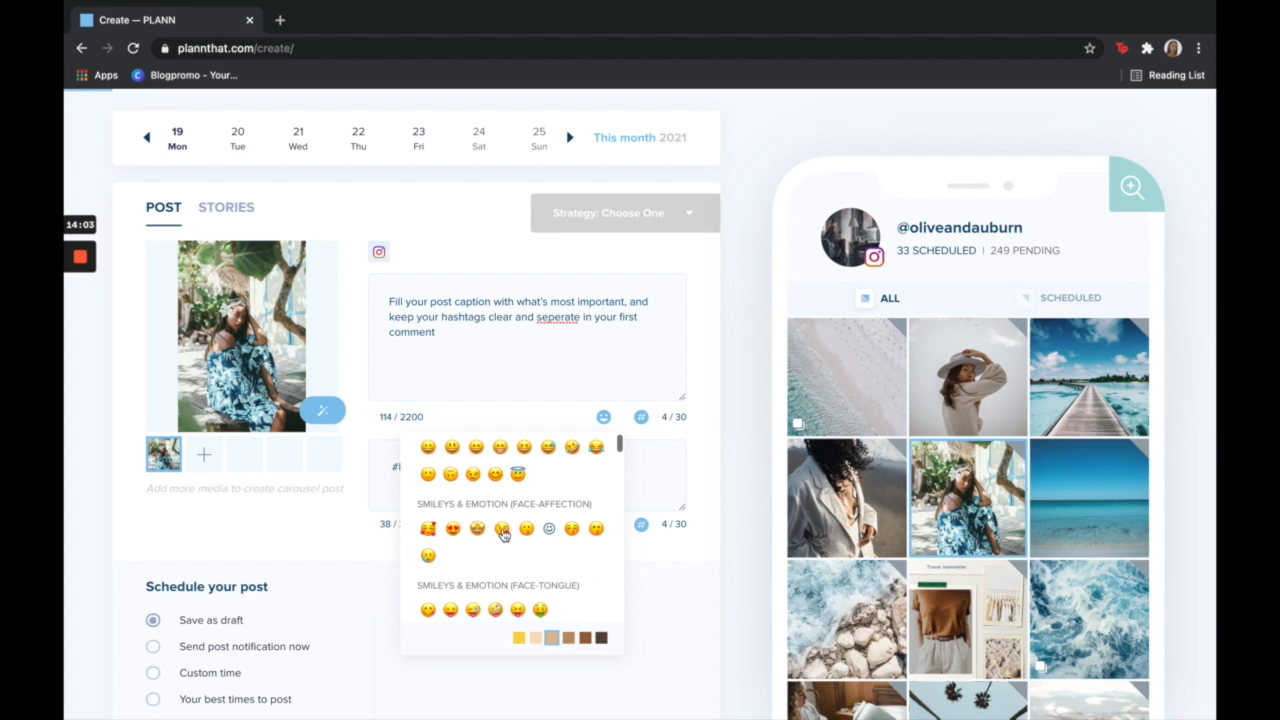 Create — PLANN
plannthat.com/create/
Apps
Blogpromo - Your...
Reading List
19 20 21 22 23 24 25
Mon Tue Wed Thu Fri Sat Sun
This month 2021
POST STORIES
Strategy: Choose One
14:03
Fill your post caption with what's most important, and
keep your hashtags clear and seperate in your first
comment
114 / 2200
4 / 30
SMILEYS & EMOTION (FACE-AFFECTION)
SMILEYS & EMOTION (FACE-TONGUE)
38 /
4 / 30
Add more media to create carousel post
Schedule your post
Save as draft
Send post notification now
Custom time
Your best times to post
@oliveandauburn
33 SCHEDULED | 249 PENDING
ALL
SCHEDULED
Travel newsletter